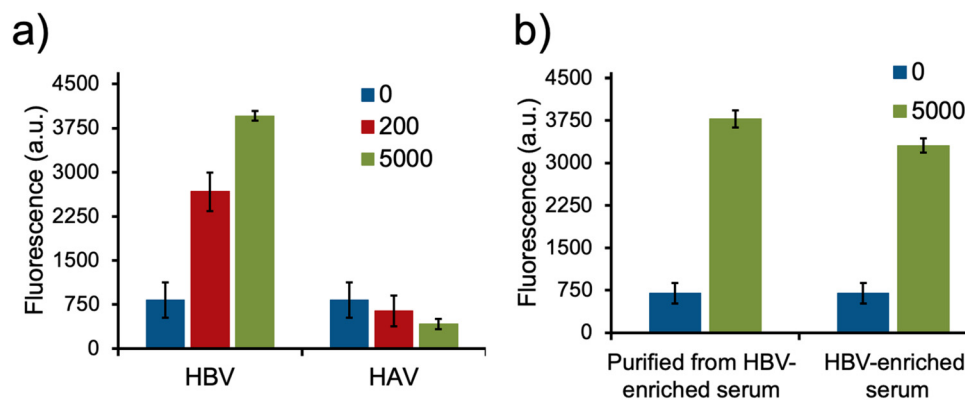 a)
Fluorescence (a.u.)
4500
3750
3000
2250
1500
750
0
0
200
5000
HBV
HAV
b)
Fluorescence (a.u.)
4500
3750
3000
2250
1500
750
0
0
5000
Purified from HBV-
enriched serum
HBV-enriched
serum